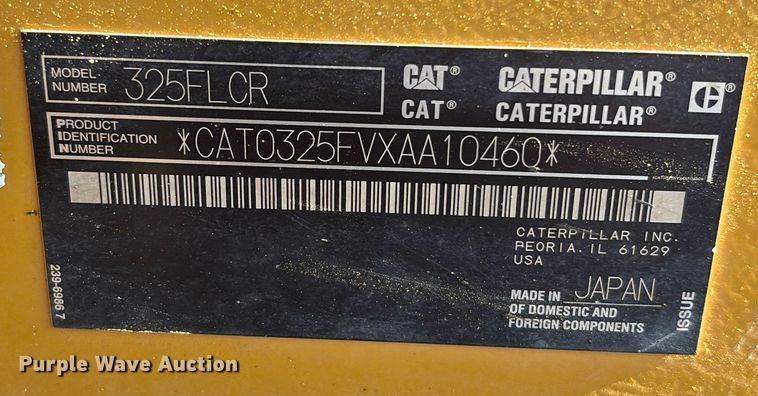 MODEL
NUMBER 325FLCR
CAT® CATERPILLAR®
CAT® CATERPILLAR®
PRODUCT
IDENTIFICATION
NUMBER *CAT0325FVXAA10460*
CATERPILLAR INC.
PEORIA, IL 61629
USA
MADE IN JAPAN
OF DOMESTIC AND
FOREIGN COMPONENTS
ISSUE
239-6986 7
Purple Wave Auction